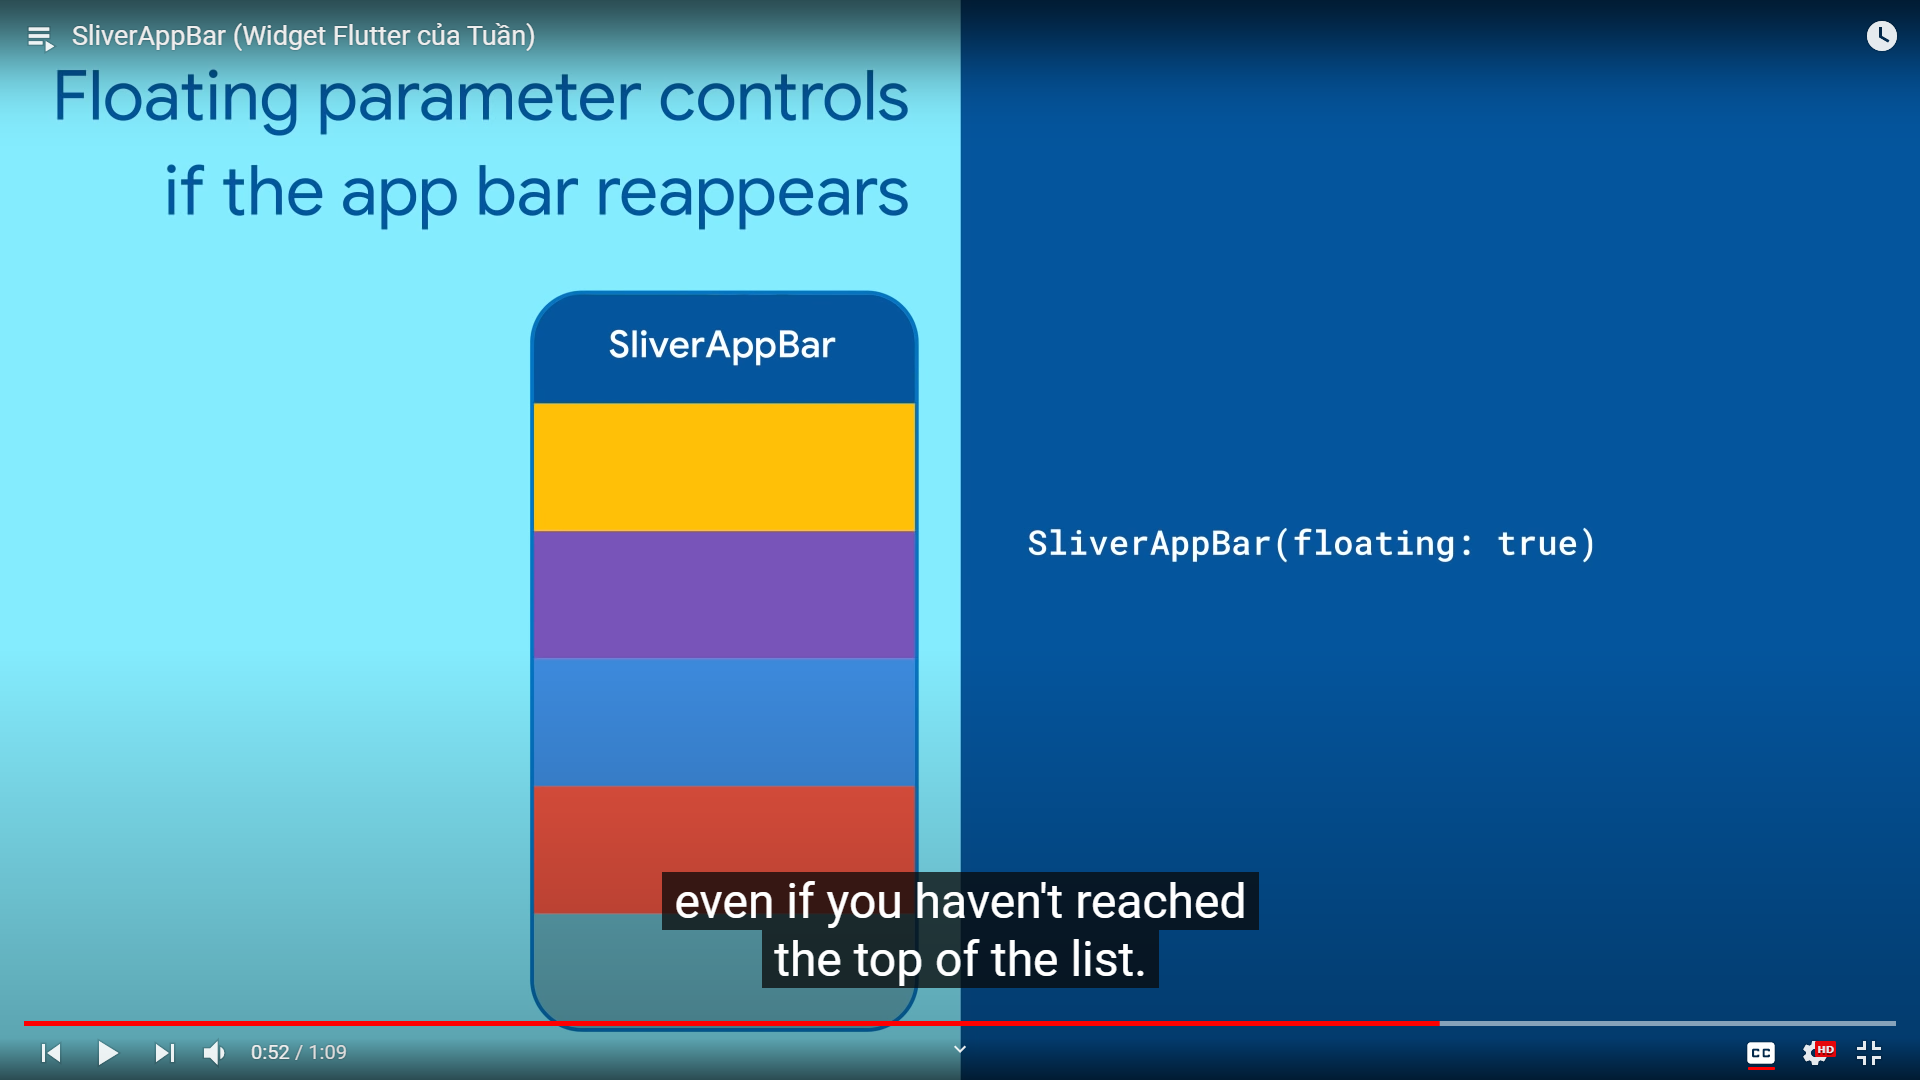 SliverAppBar (Widget Flutter của Tuần)
Floating parameter controls
if the app bar reappears
SliverAppBar
SliverAppBar(floating: true)
even if you haven't reached
the top of the list.
0:52 / 1:09
CC
HD